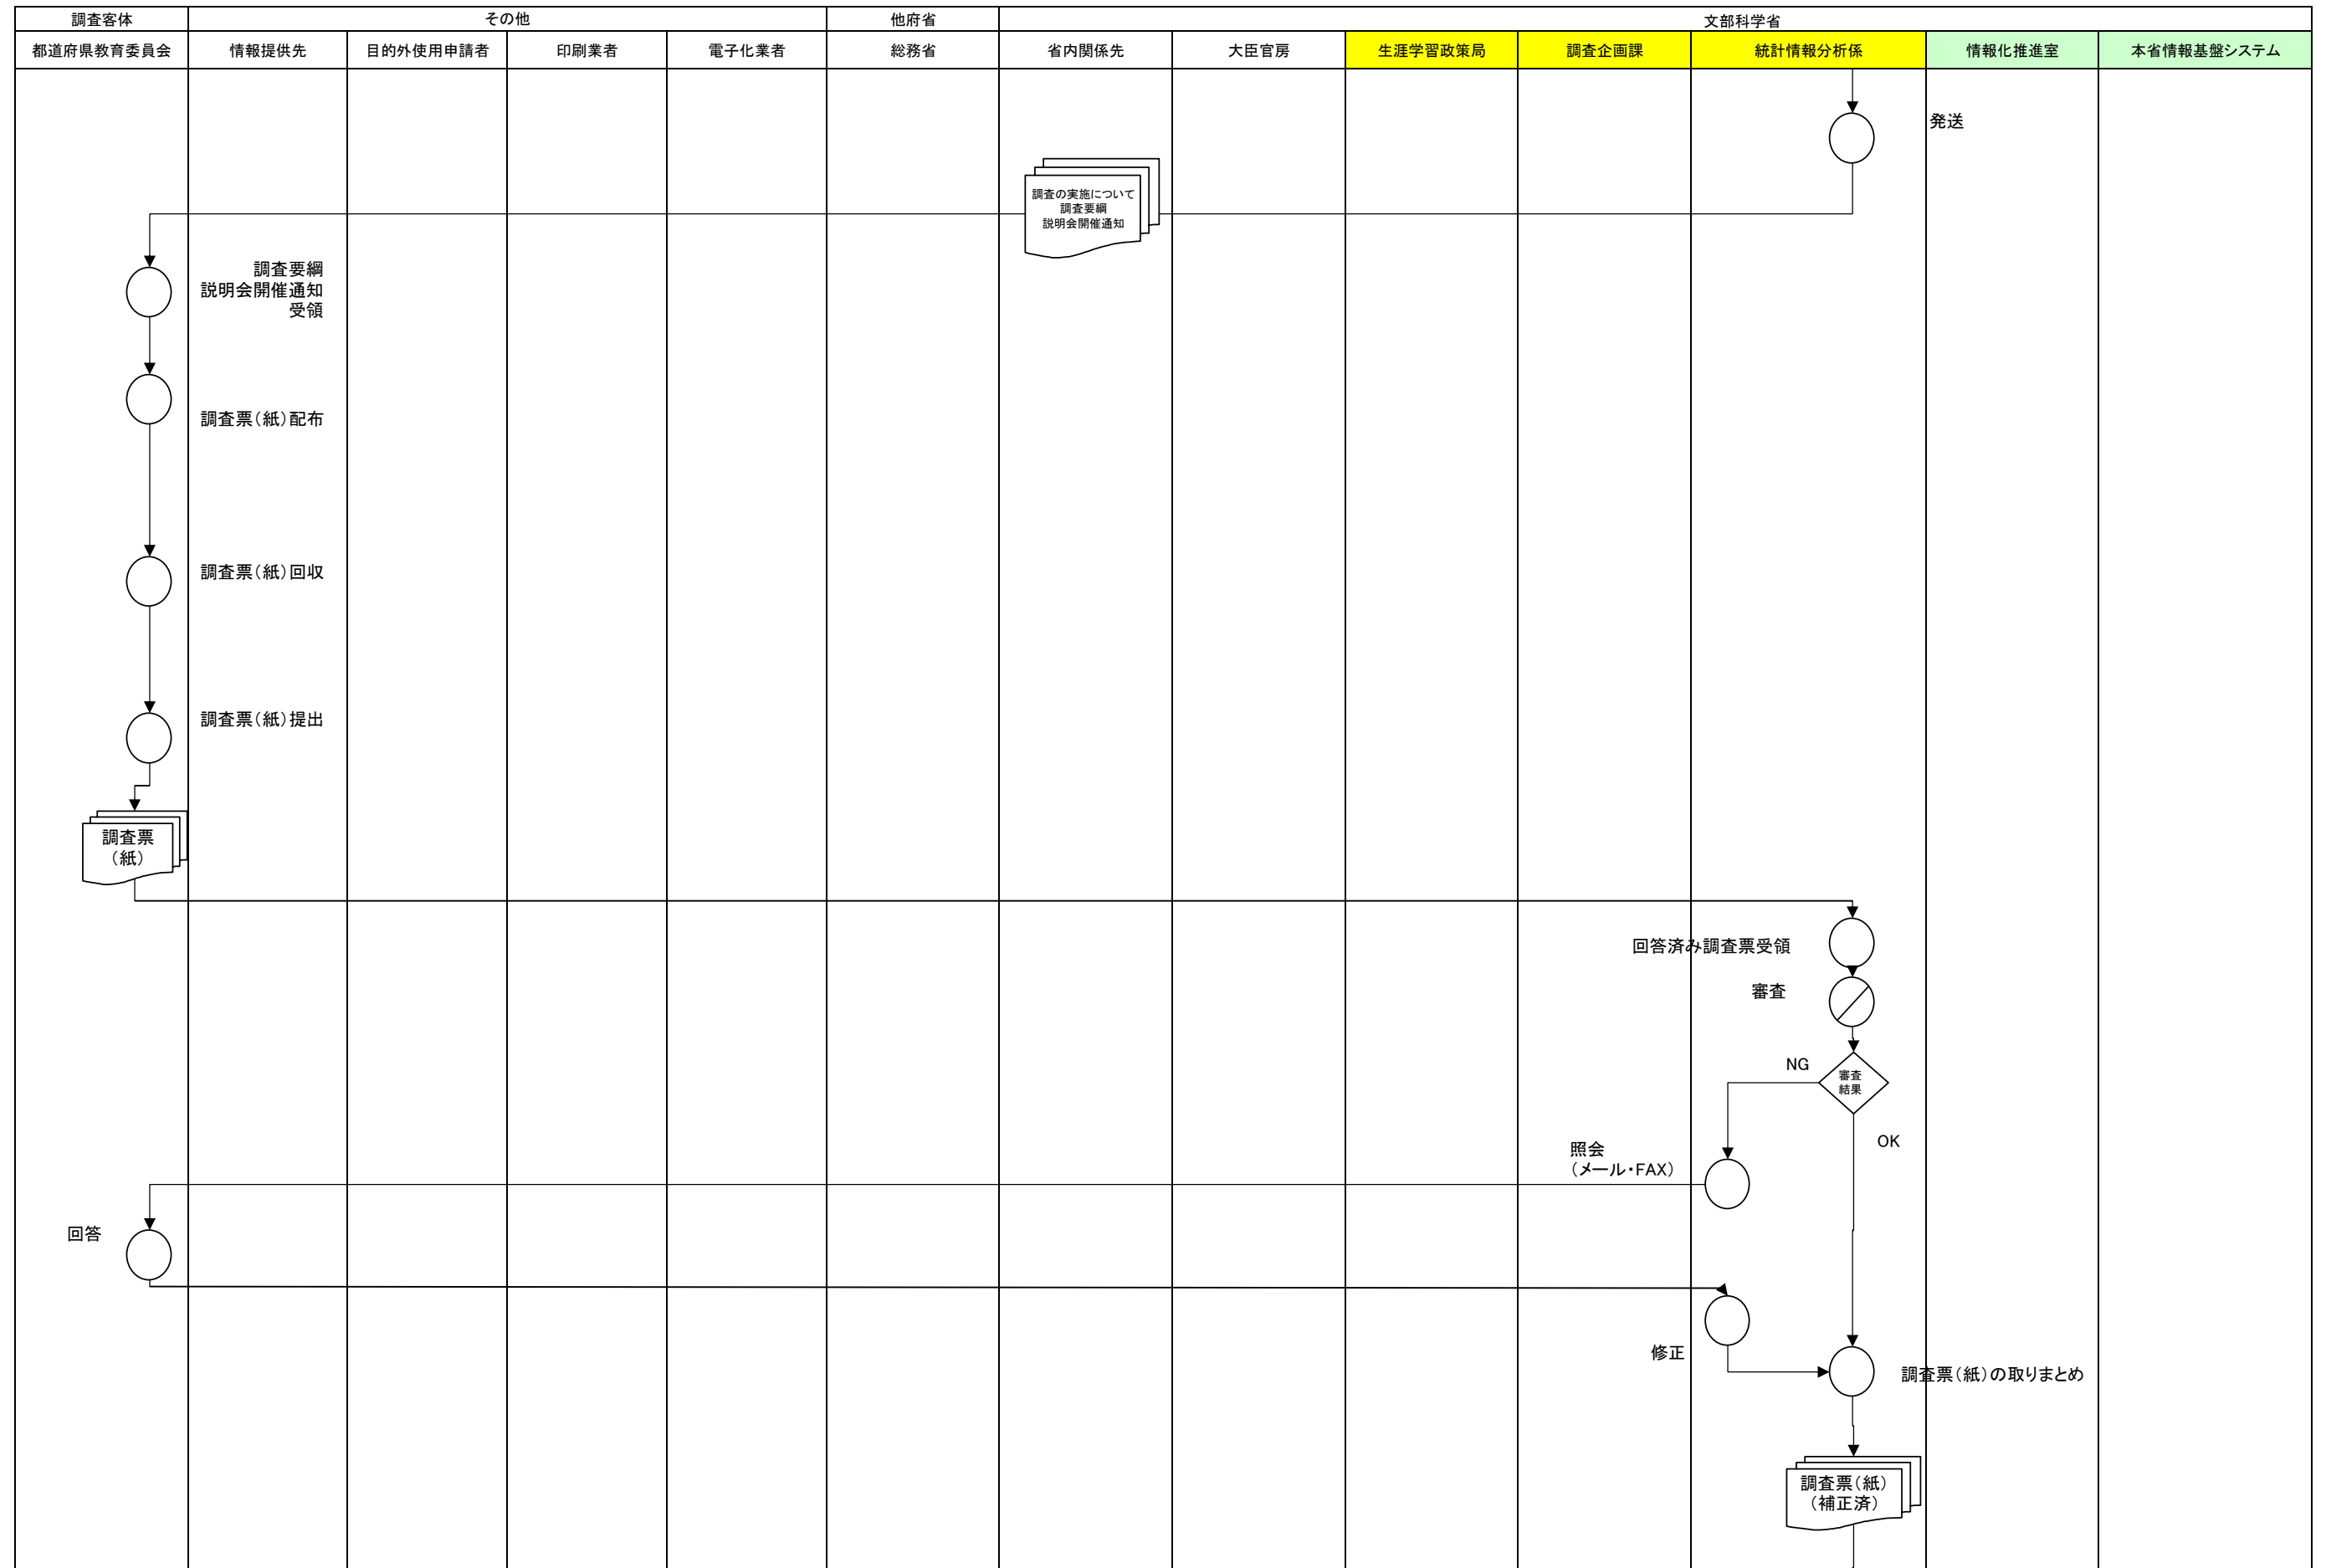 調査客体
その他
他府省
文部科学省
都道府県教育委員会
情報提供先
目的外使用申請者
印刷業者
電子化業者
総務省
省内関係先
大臣官房
生涯学習政策局
調査企画課
統計情報分析係
情報化推進室
本省情報基盤システム
発送
調査の実施について
調査要綱
説明会開催通知
調査要綱
説明会開催通知
受領
調査票（紙）配布
調査票（紙）回収
調査票（紙）提出
調査票
（紙）
回答済み調査票受領
審査
NG
審査
結果
OK
照会
（メール・FAX）
回答
修正
調査票（紙）の取りまとめ
調査票（紙）
（補正済）